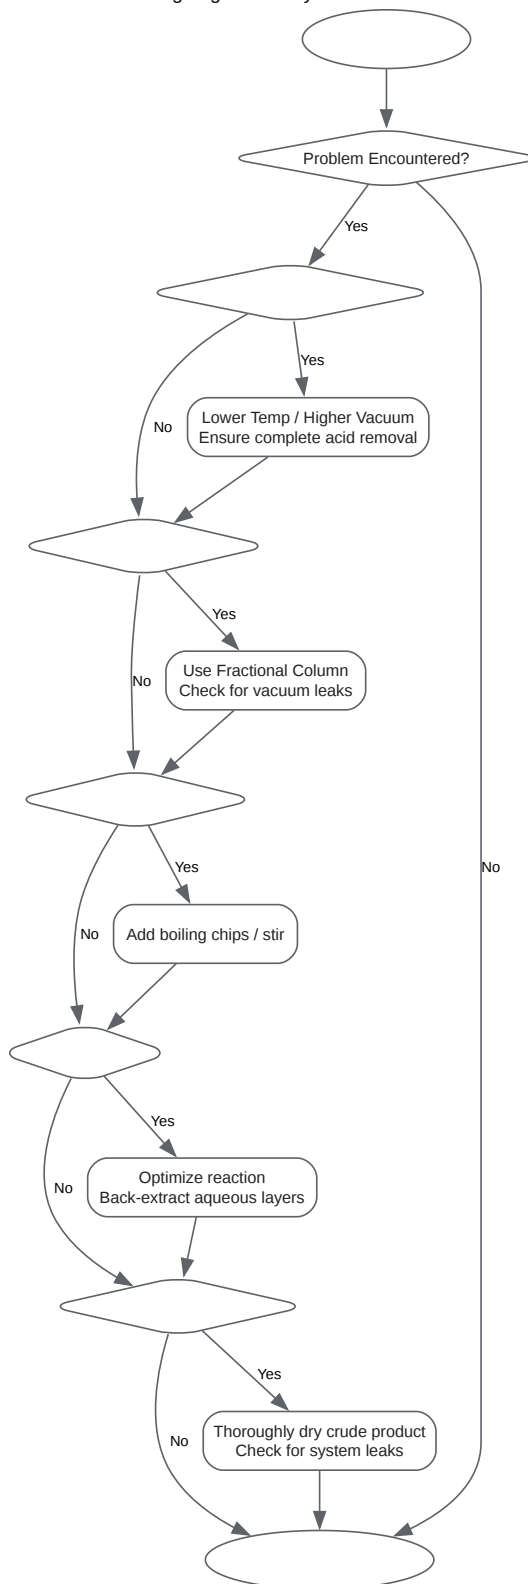 Problem Encountered?
Yes
Yes
Lower Temp / Higher Vacuum
No
Ensure complete acid removal
Yes
Use Fractional Column
No
Check for vacuum leaks
Yes
No
No
Add boiling chips / stir
Yes
Optimize reaction
No
Back-extract aqueous layers
Yes
Thoroughly dry crude product
No
Check for system leaks